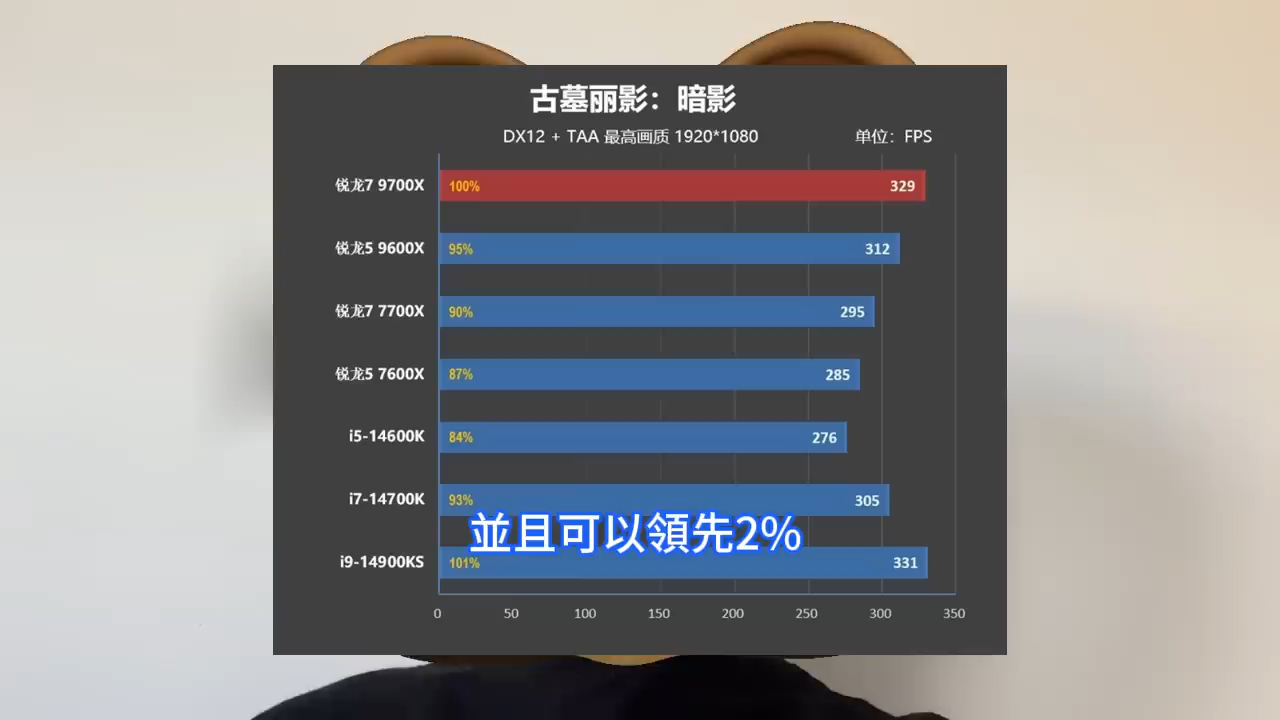 古墓丽影：暗影
DX12 + TAA 最高画质 1920*1080 单位：FPS
锐龙7 9700X 100% 329
锐龙5 9600X 95% 312
锐龙7 7700X 90% 295
锐龙5 7600X 87% 285
i5-14600K 84% 276
i7-14700K 93% 305
並且可以領先2%
i9-14900KS 101% 331
0 50 100 150 200 250 300 350